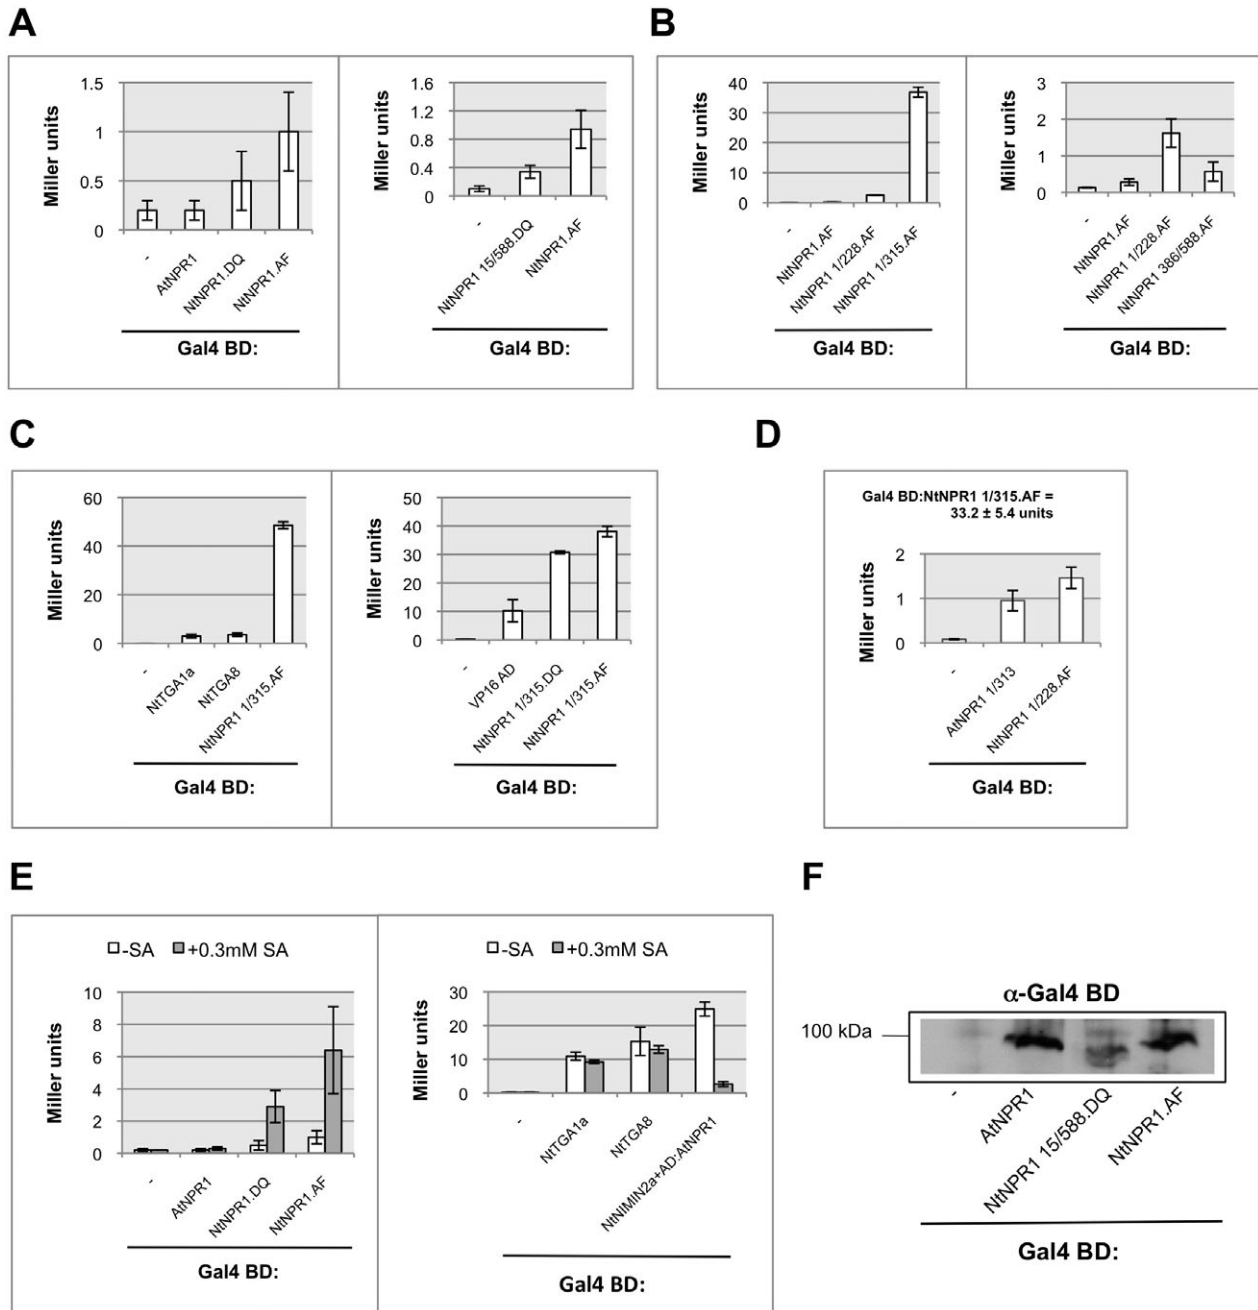 A
Miller units
1.5
1
0.5
0
-
AtNPR1
NtNPR1.DQ
NtNPR1.AF
Gal4 BD:
Miller units
1.6
1.2
0.8
0.4
0
-
NtNPR1 15/588.DQ
NtNPR1.AF
Gal4 BD:
B
Miller units
40
30
20
10
0
-
NtNPR1.AF
NtNPR1 1/228.AF
NtNPR1 1/315.AF
Gal4 BD:
Miller units
3
2
1
0
-
NtNPR1.AF
NtNPR1 1/228.AF
NtNPR1 386/588.AF
Gal4 BD:
C
Miller units
60
40
20
0
-
NtTGA1a
NtTGA8
NtNPR1 1/315.AF
Gal4 BD:
Miller units
50
40
30
20
10
0
-
VP16 AD
NtNPR1 1/315.DQ
NtNPR1 1/315.AF
Gal4 BD:
D
Gal4 BD:NtNPR1 1/315.AF =
33.2 ± 5.4 units
Miller units
2
1
0
-
AtNPR1 1/313
NtNPR1 1/228.AF
Gal4 BD:
E
-SA +0.3mM SA
Miller units
10
8
6
4
2
0
-
AtNPR1
NtNPR1.DQ
NtNPR1.AF
Gal4 BD:
-SA +0.3mM SA
Miller units
30
20
10
0
-
NtTGA1a
NtTGA8
NtNIMIN2a+AD:AtNPR1
Gal4 BD:
F
α-Gal4 BD
100 kDa
-
AtNPR1
NtNPR1 15/588.DQ
NtNPR1.AF
Gal4 BD: